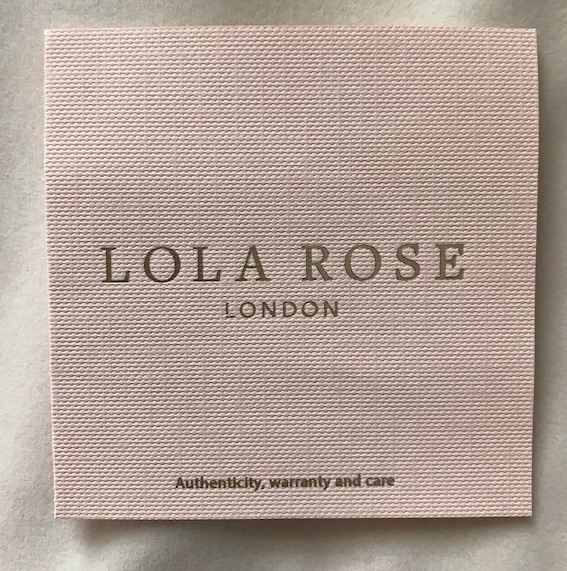 LOLA ROSE
LONDON
Authenticity, warranty and care